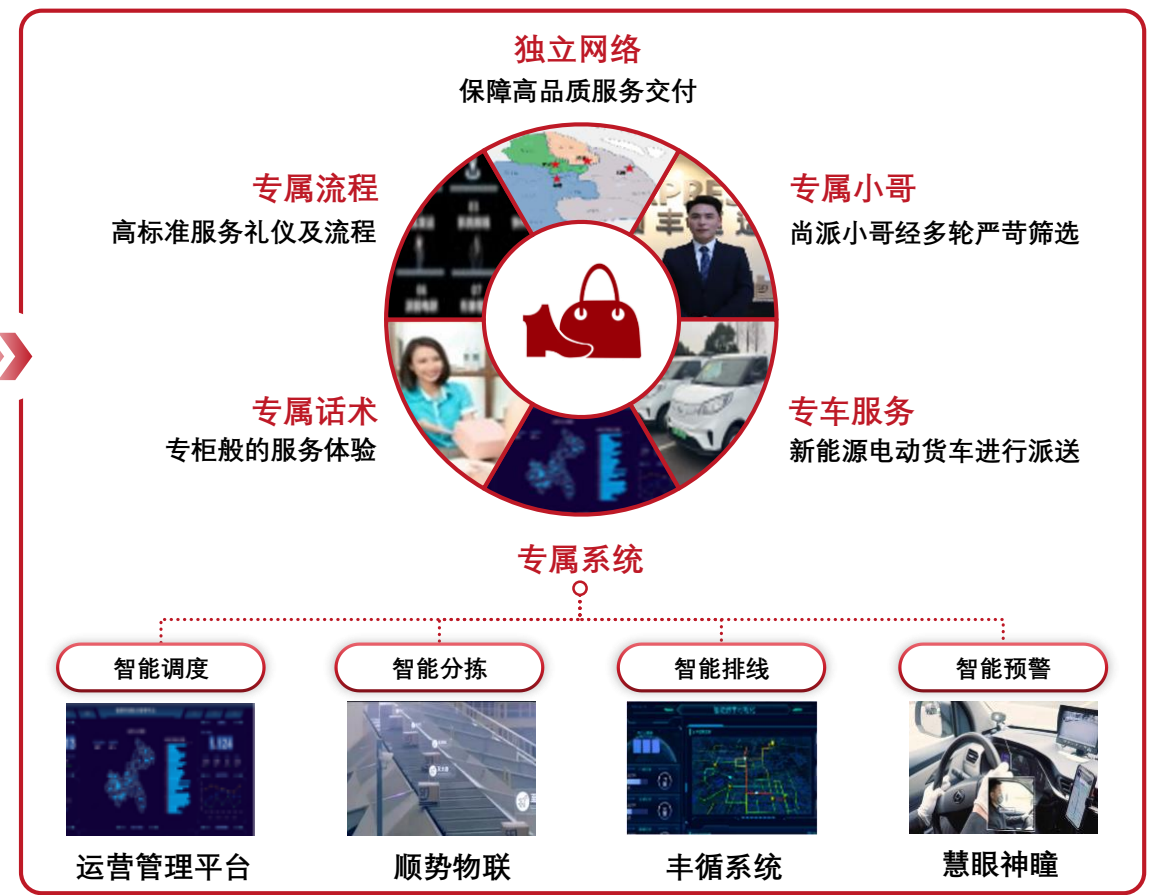 独立网络
保障高品质服务交付
专属流程
高标准服务礼仪及流程
专属小哥
尚派小哥经多轮严苛筛选
专属话术
专柜般的服务体验
专车服务
新能源电动货车进行派送
专属系统
智能调度
智能分拣
智能排线
智能预警
运营管理平台
顺势物联
丰循系统
慧眼神瞳